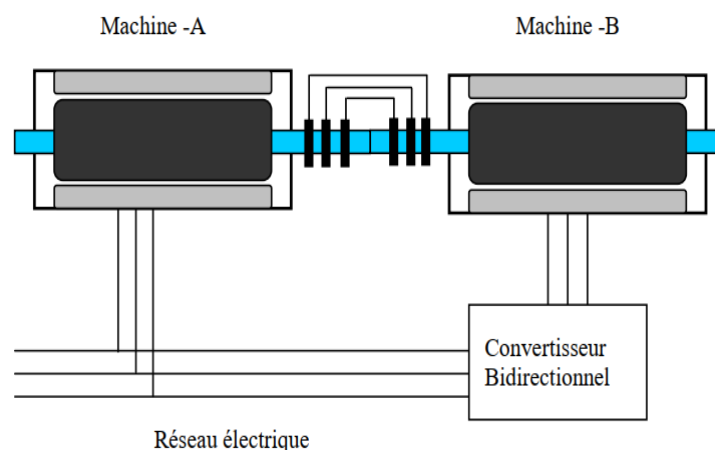 Machine -A
Machine -B
Convertisseur
Bidirectionnel
Réseau électrique